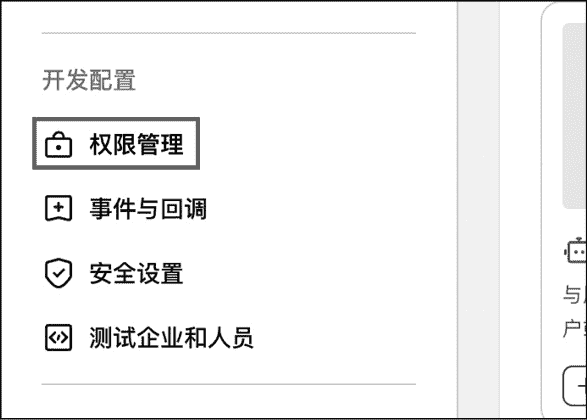 开发配置
权限管理
事件与回调
安全设置
测试企业和人员
与
户